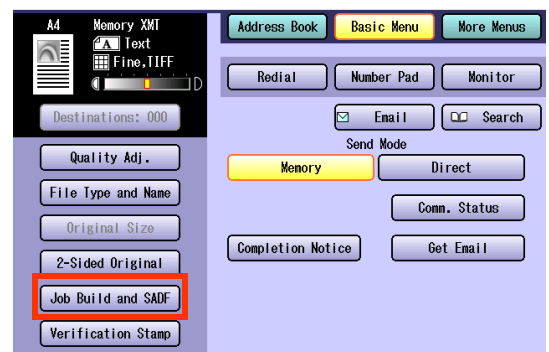 A4 Memory XMT
A Text
Fine,TIFF
D
Destinations: 000
Quality Adj.
File Type and Name
Original Size
2-Sided Original
Job Build and SADF
Verification Stamp
Address Book Basic Menu More Menus
Redial Number Pad Monitor
Email Search
Send Mode
Memory Direct
Comm. Status
Completion Notice Get Email